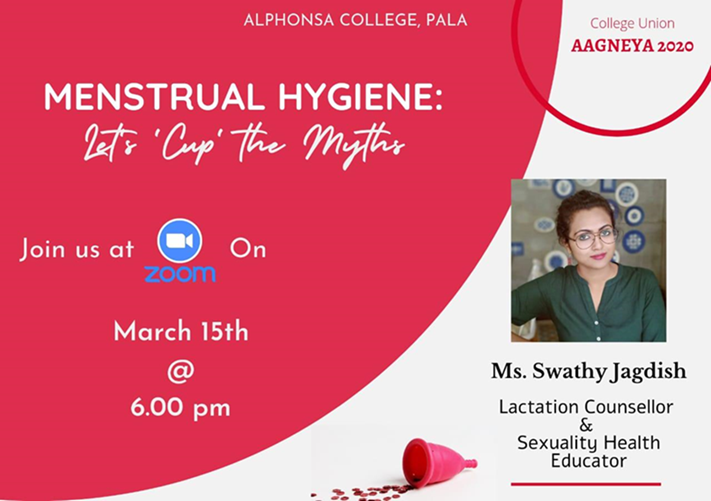 ALPHONSA COLLEGE, PALA
College Union
AAGNEYA 2020
MENSTRUAL HYGIENE:
Let's 'Cup' the Myths
Join us at zoom On
March 15th
@
6.00 pm
Ms. Swathy Jagdish
Lactation Counsellor
&
Sexuality Health
Educator